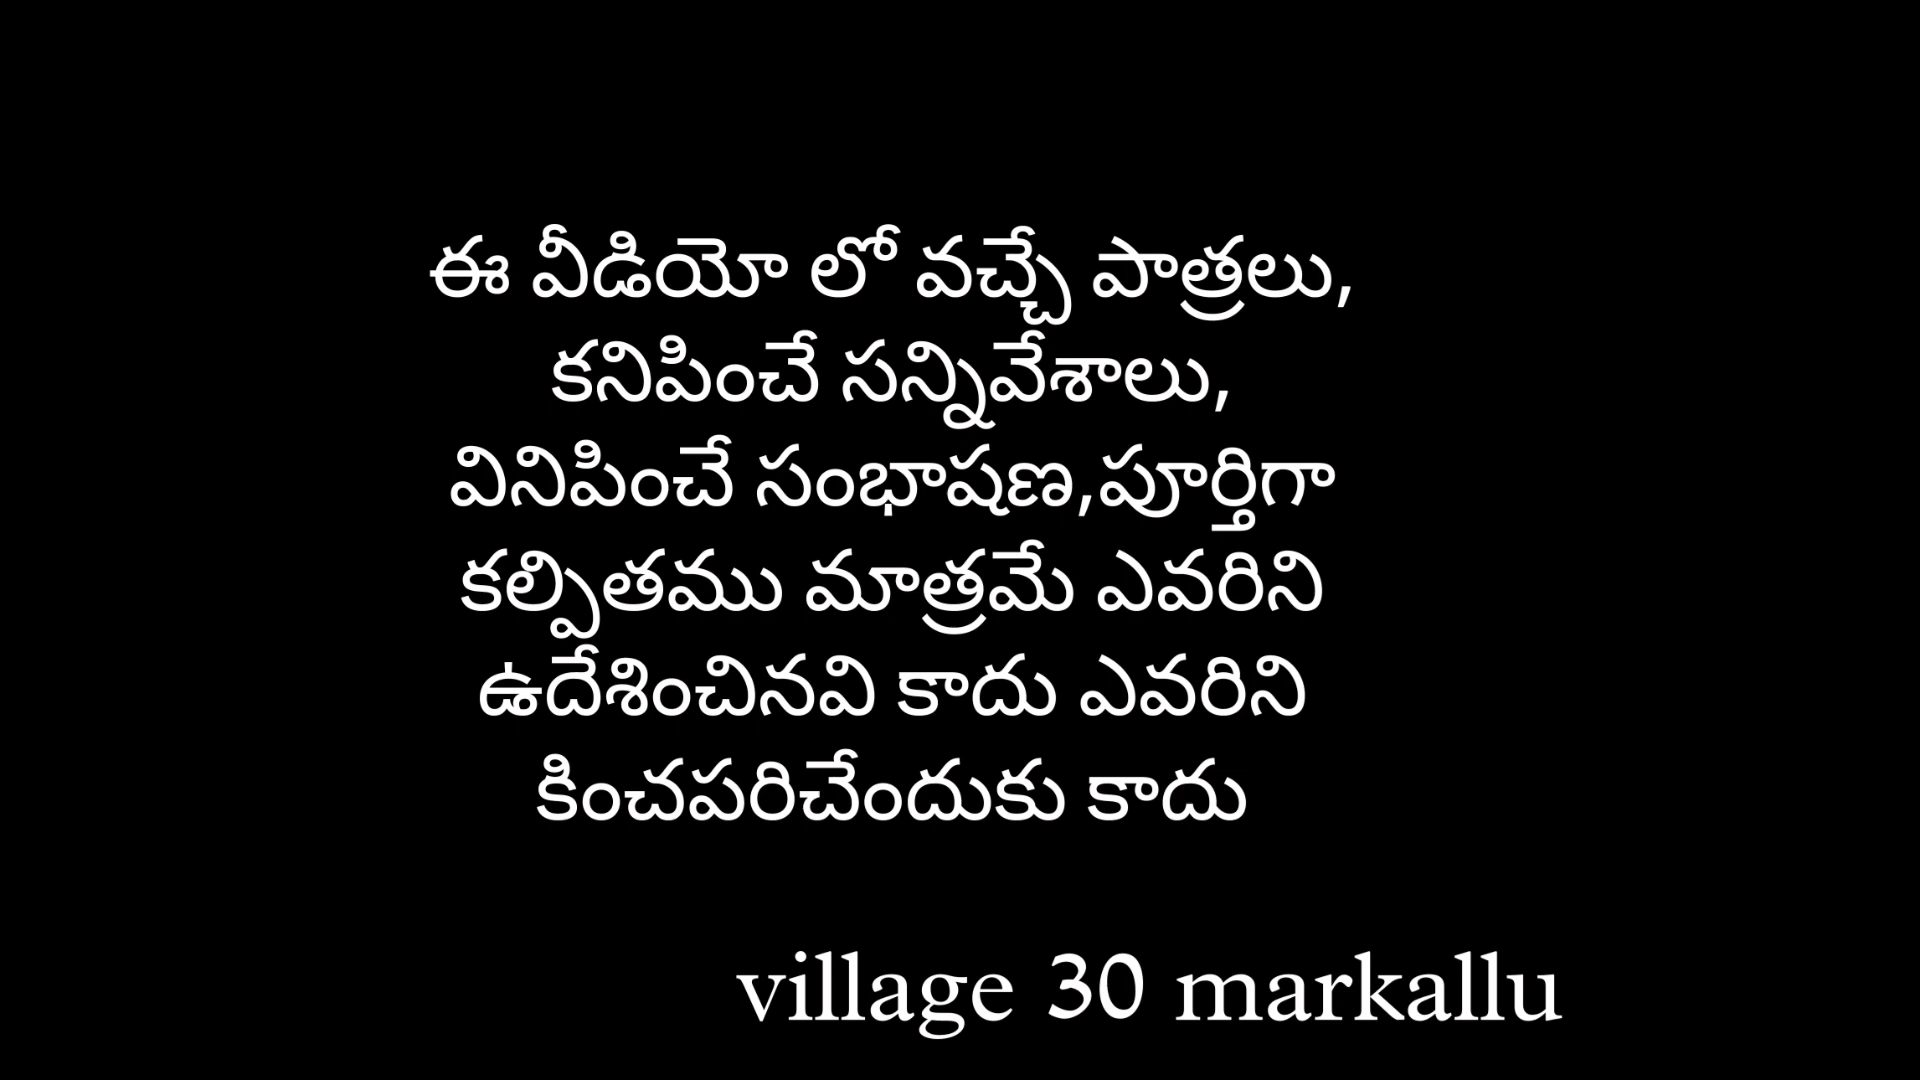 ఈ వీడియో లో వచ్చే పాత్రలు,
కనిపించే సన్నివేశాలు,
వినిపించే సంభాషణ,పూర్తిగా
కల్పితము మాత్రమే ఎవరిని
ఉదేశించినవి కాదు ఎవరిని
కించపరిచేందుకు కాదు
village 30 markallu